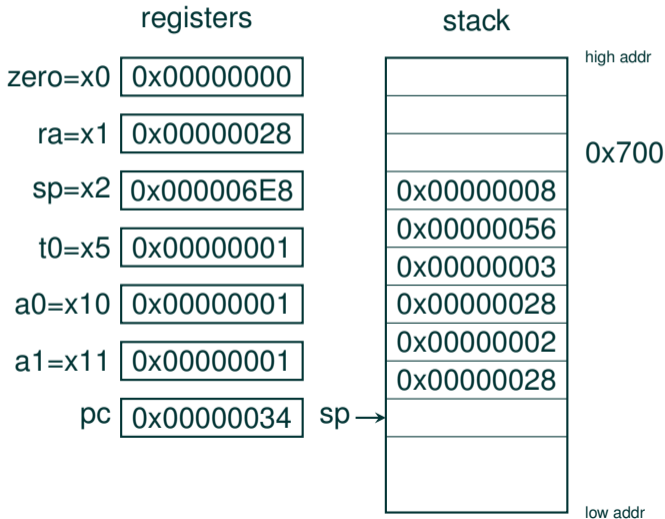 registers
stack
high addr
zero=x0 0x00000000
ra=x1 0x00000028
0x700
sp=x2 0x000006E8
0x00000008
t0=x5 0x00000001
0x00000056
0x00000003
a0=x10 0x00000001
0x00000028
a1=x11 0x00000001
0x00000002
0x00000028
pc 0x00000034
sp
low addr